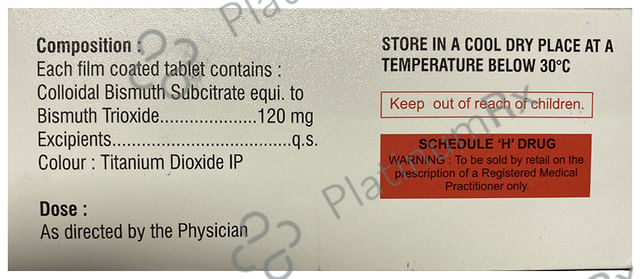 Composition :
Each film coated tablet contains :
Colloidal Bismuth Subcitrate equi. to
Bismuth Trioxide....................120 mg
Excipients.....................................q.s.
Colour : Titanium Dioxide IP
Dose :
As directed by the Physician
STORE IN A COOL DRY PLACE AT A
TEMPERATURE BELOW 30°C
Keep out of reach of children.
SCHEDULE 'H' DRUG
WARNING : To be sold by retail on the
prescription of a Registered Medical
Practitioner only.
PlatinumRx
PlatinumRx